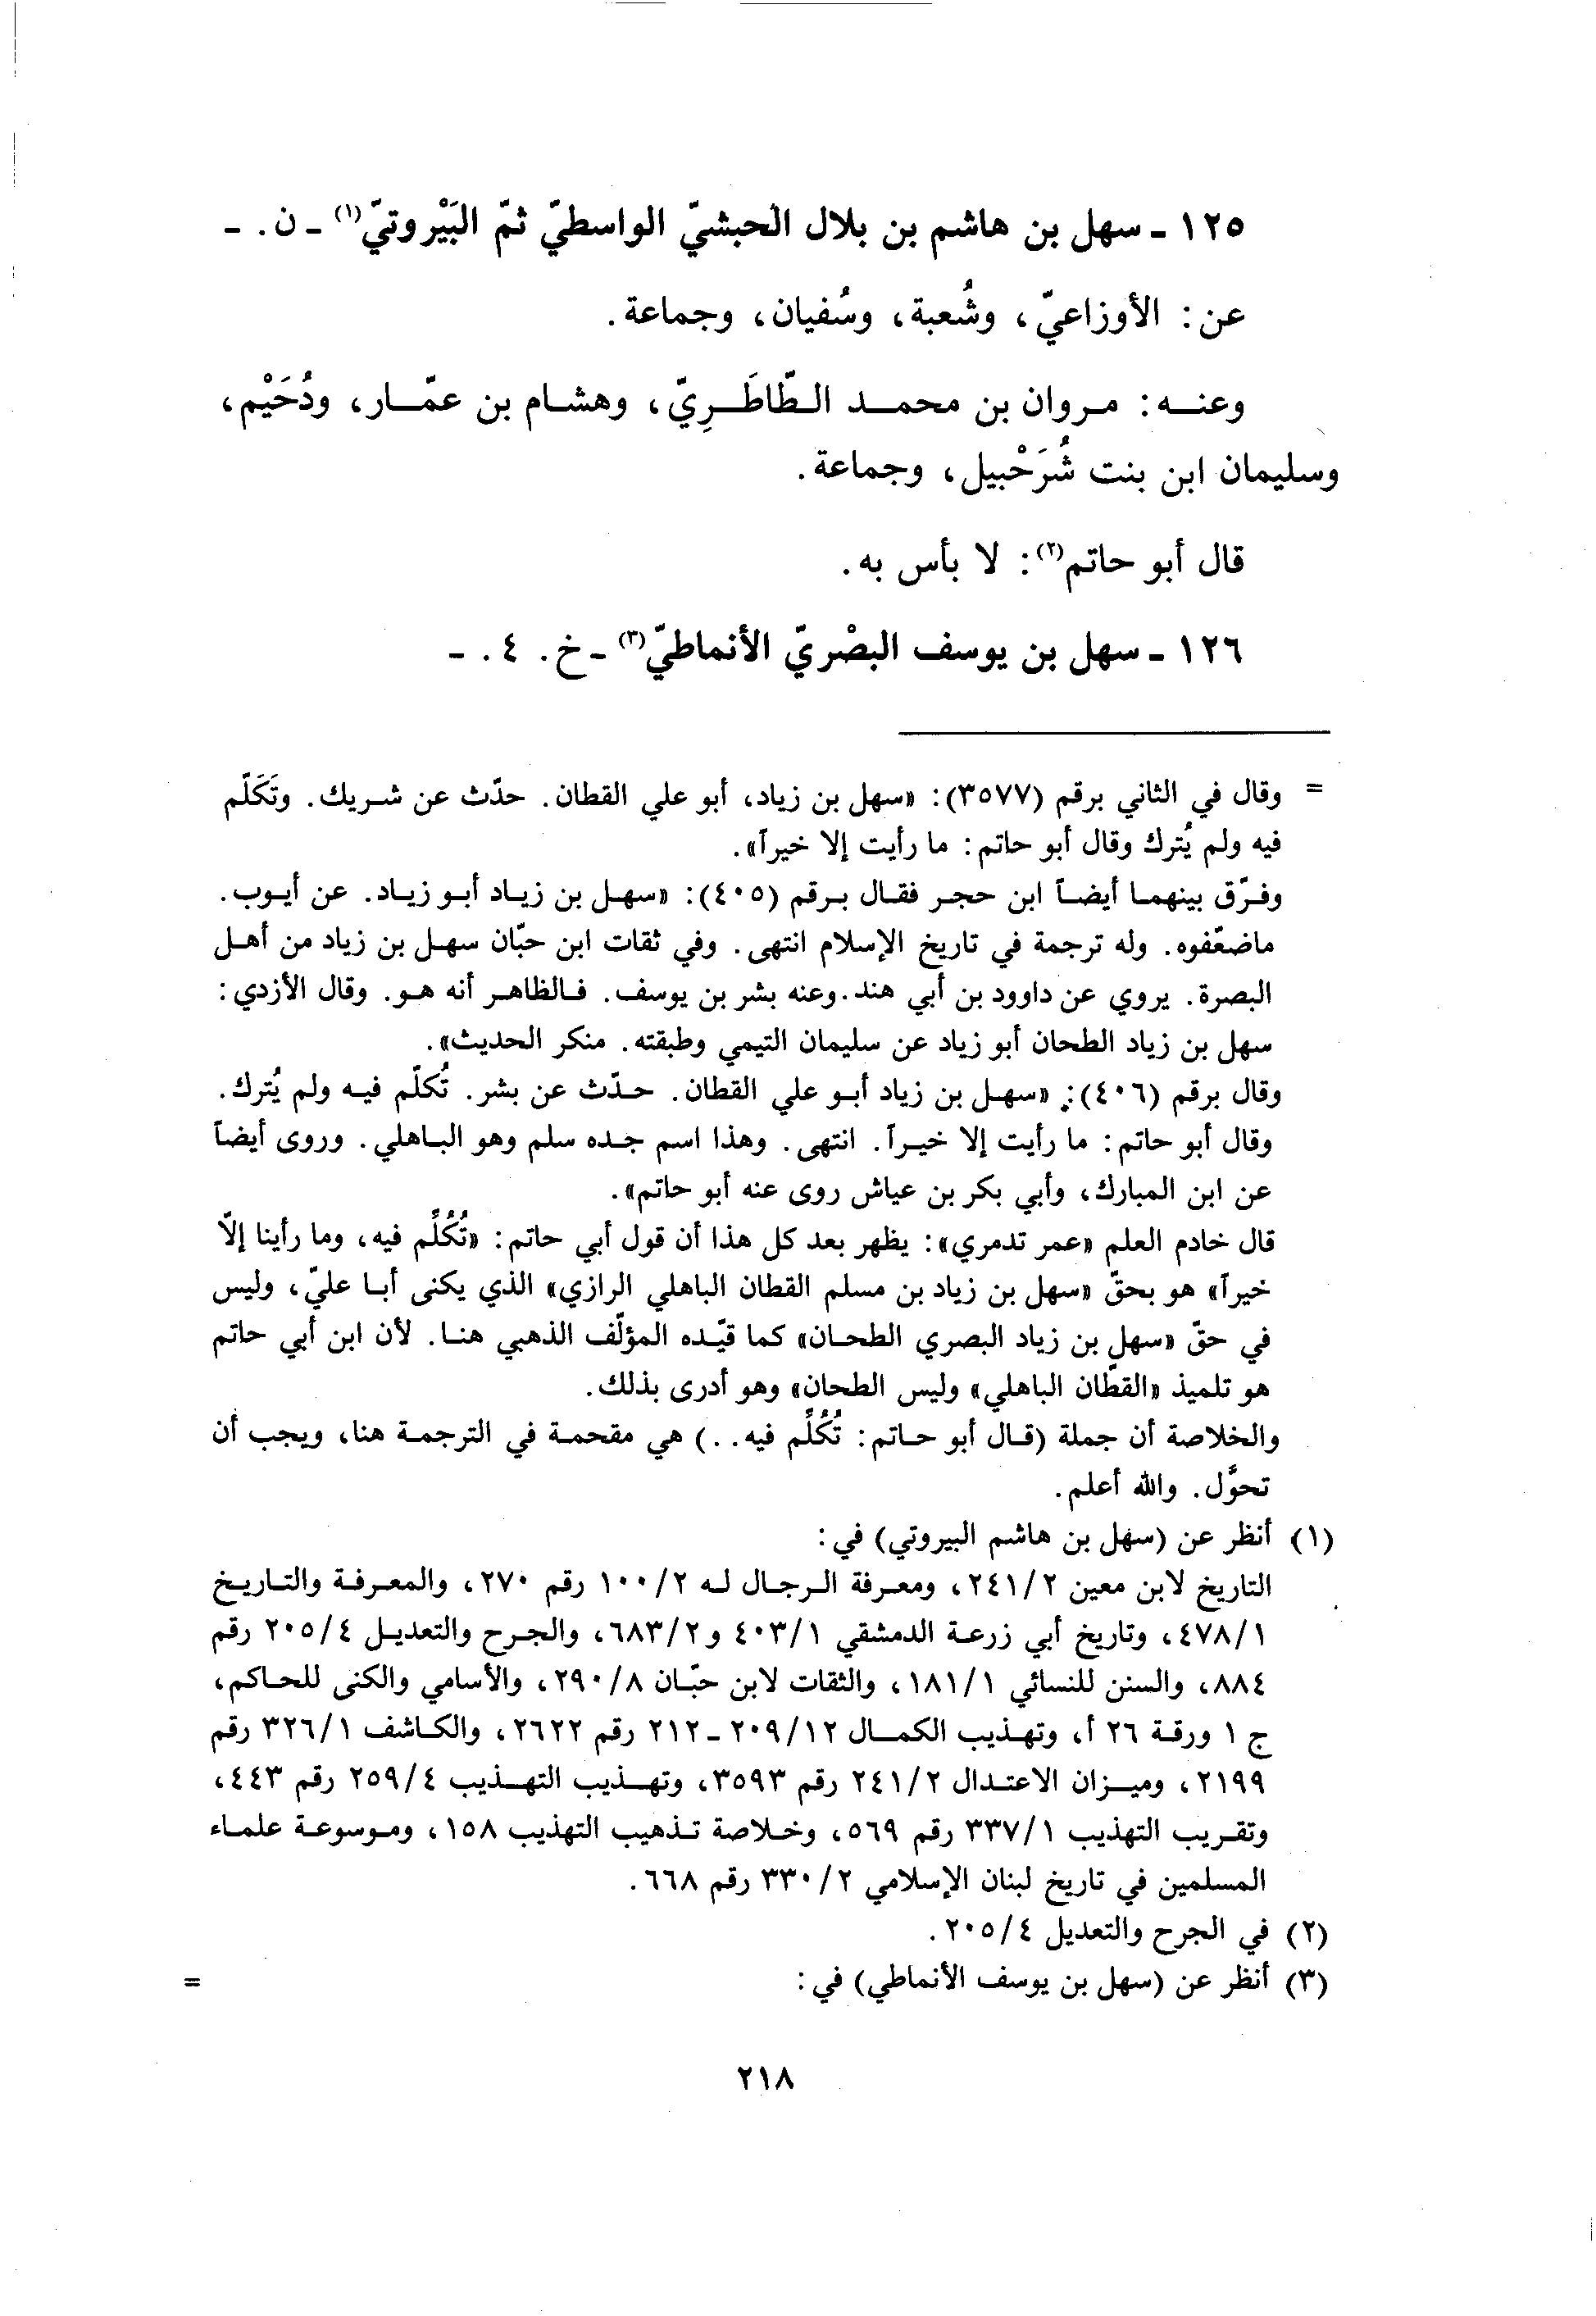 ١٢٥ - سهل بن هاشم بن بلال الحبشيّ الواسطيّ ثمّ البَيْروتيّ(١) - ن. -
عن: الأوزاعيّ، وشُعبة، وسُفيان، وجماعة.
وعنه: مروان بن محمد الطّاطَرِيّ، وهشام بن عمّار، ودُحَيْم،
وسليمان ابن بنت شُرَحْبيل، وجماعة.
قال أبو حاتم(٢): لا بأس به.
١٢٦ - سهل بن يوسف البصْريّ الأنماطيّ(٣) - خ. ٤. -
= وقال في الثاني برقم (٣٥٧٧): «سهل بن زياد، أبو علي القطان. حدّث عن شريك. وتَكَلّم
فيه ولم يُترك وقال أبو حاتم: ما رأيت إلا خيراً».
وفرّق بينهما أيضاً ابن حجر فقال برقم (٤٠٥): «سهل بن زياد أبو زياد. عن أيوب.
ماضعّفوه. وله ترجمة في تاريخ الإسلام انتهى. وفي ثقات ابن حبّان سهل بن زياد من أهل
البصرة. يروي عن داوود بن أبي هند. وعنه بشر بن يوسف. فالظاهر أنه هو. وقال الأزدي:
سهل بن زياد الطحان أبو زياد عن سليمان التيمي وطبقته. منكر الحديث».
وقال برقم (٤٠٦): «سهل بن زياد أبو علي القطان. حدّث عن بشر. تُكلّم فيه ولم يُترك.
وقال أبو حاتم: ما رأيت إلا خيراً. انتهى. وهذا اسم جده سلم وهو الباهلي. وروى أيضاً
عن ابن المبارك، وأبي بكر بن عياش روى عنه أبو حاتم».
قال خادم العلم «عمر تدمري»: يظهر بعد كل هذا أن قول أبي حاتم: «تُكُلِّم فيه، وما رأينا إلّا
خيراً» هو بحقّ «سهل بن زياد بن مسلم القطان الباهلي الرازي» الذي يكنى أبا عليّ، وليس
في حقّ «سهل بن زياد البصري الطحان» كما قيّده المؤلّف الذهبي هنا. لأن ابن أبي حاتم
هو تلميذ «القطّان الباهلي» وليس الطحان» وهو أدرى بذلك.
والخلاصة أن جملة (قال أبو حاتم: تُكُلِّم فيه..) هي مقحمة في الترجمة هنا، ويجب أن
تحوَّل. والله أعلم.
(١) أنظر عن (سهل بن هاشم البيروتي) في:
التاريخ لابن معين ٢٤١/٢، ومعرفة الرجال له ١٠٠/٢ رقم ٢٧٠، والمعرفة والتاريخ
٤٧٨/١، وتاريخ أبي زرعة الدمشقي ٤٠٣/١ و٦٨٣/٢، والجرح والتعديل ٢٠٥/٤ رقم
٨٨٤، والسنن للنسائي ١٨١/١، والثقات لابن حبّان ٢٩٠/٨، والأسامي والكنى للحاكم،
ج ١ ورقة ٢٦ أ، وتهذيب الكمال ٢٠٩/١٢ - ٢١٢ رقم ٢٦٢٢، والكاشف ٣٢٦/١ رقم
٢١٩٩، وميزان الاعتدال ٢٤١/٢ رقم ٣٥٩٣، وتهذيب التهذيب ٢٥٩/٤ رقم ٤٤٣،
وتقريب التهذيب ٣٣٧/١ رقم ٥٦٩، وخلاصة تذهيب التهذيب ١٥٨، وموسوعة علماء
المسلمين في تاريخ لبنان الإسلامي ٣٣٠/٢ رقم ٦٦٨.
(٢) في الجرح والتعديل ٢٠٥/٤.
(٣) أنظر عن (سهل بن يوسف الأنماطي) في: =
٢١٨